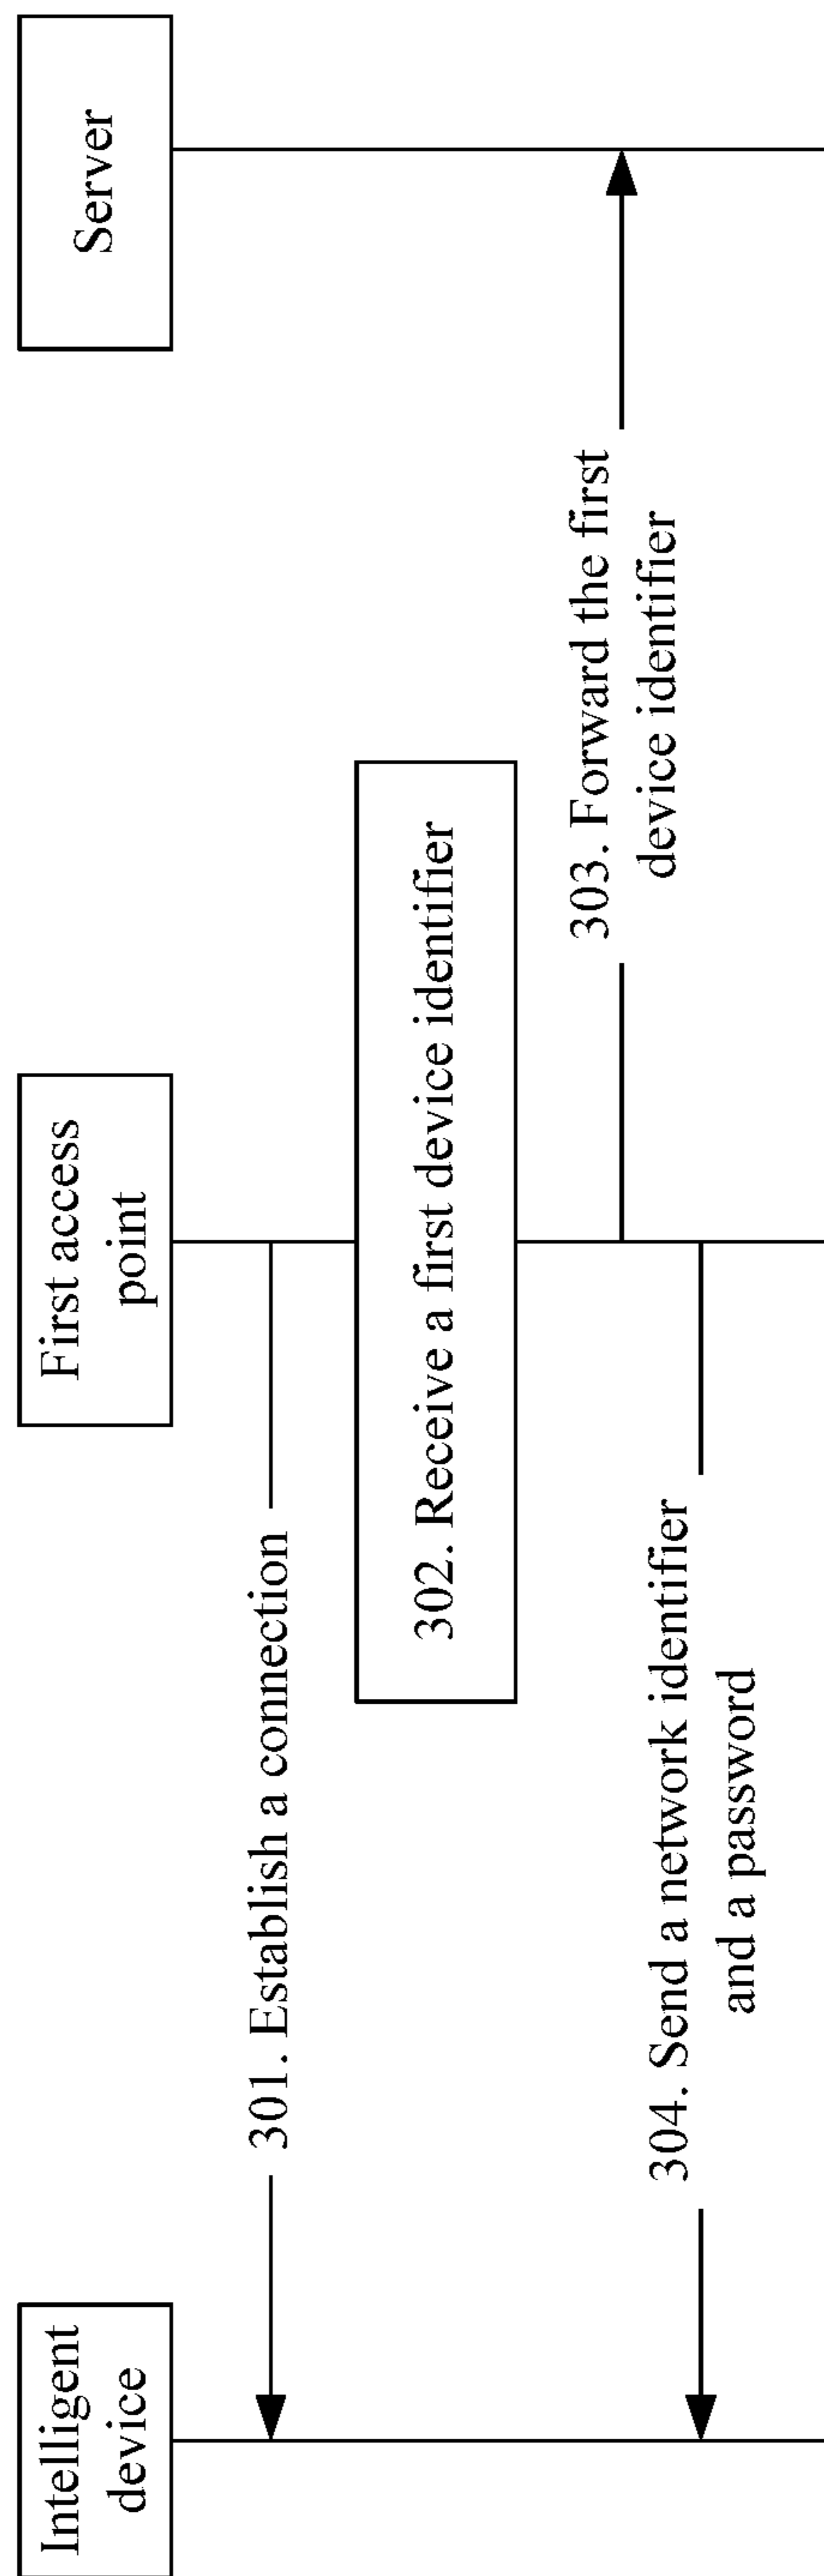 Intelligent
device
First access
point
Server
301. Establish a connection
302. Receive a first device identifier
303. Forward the first
device identifier
304. Send a network identifier
and a password